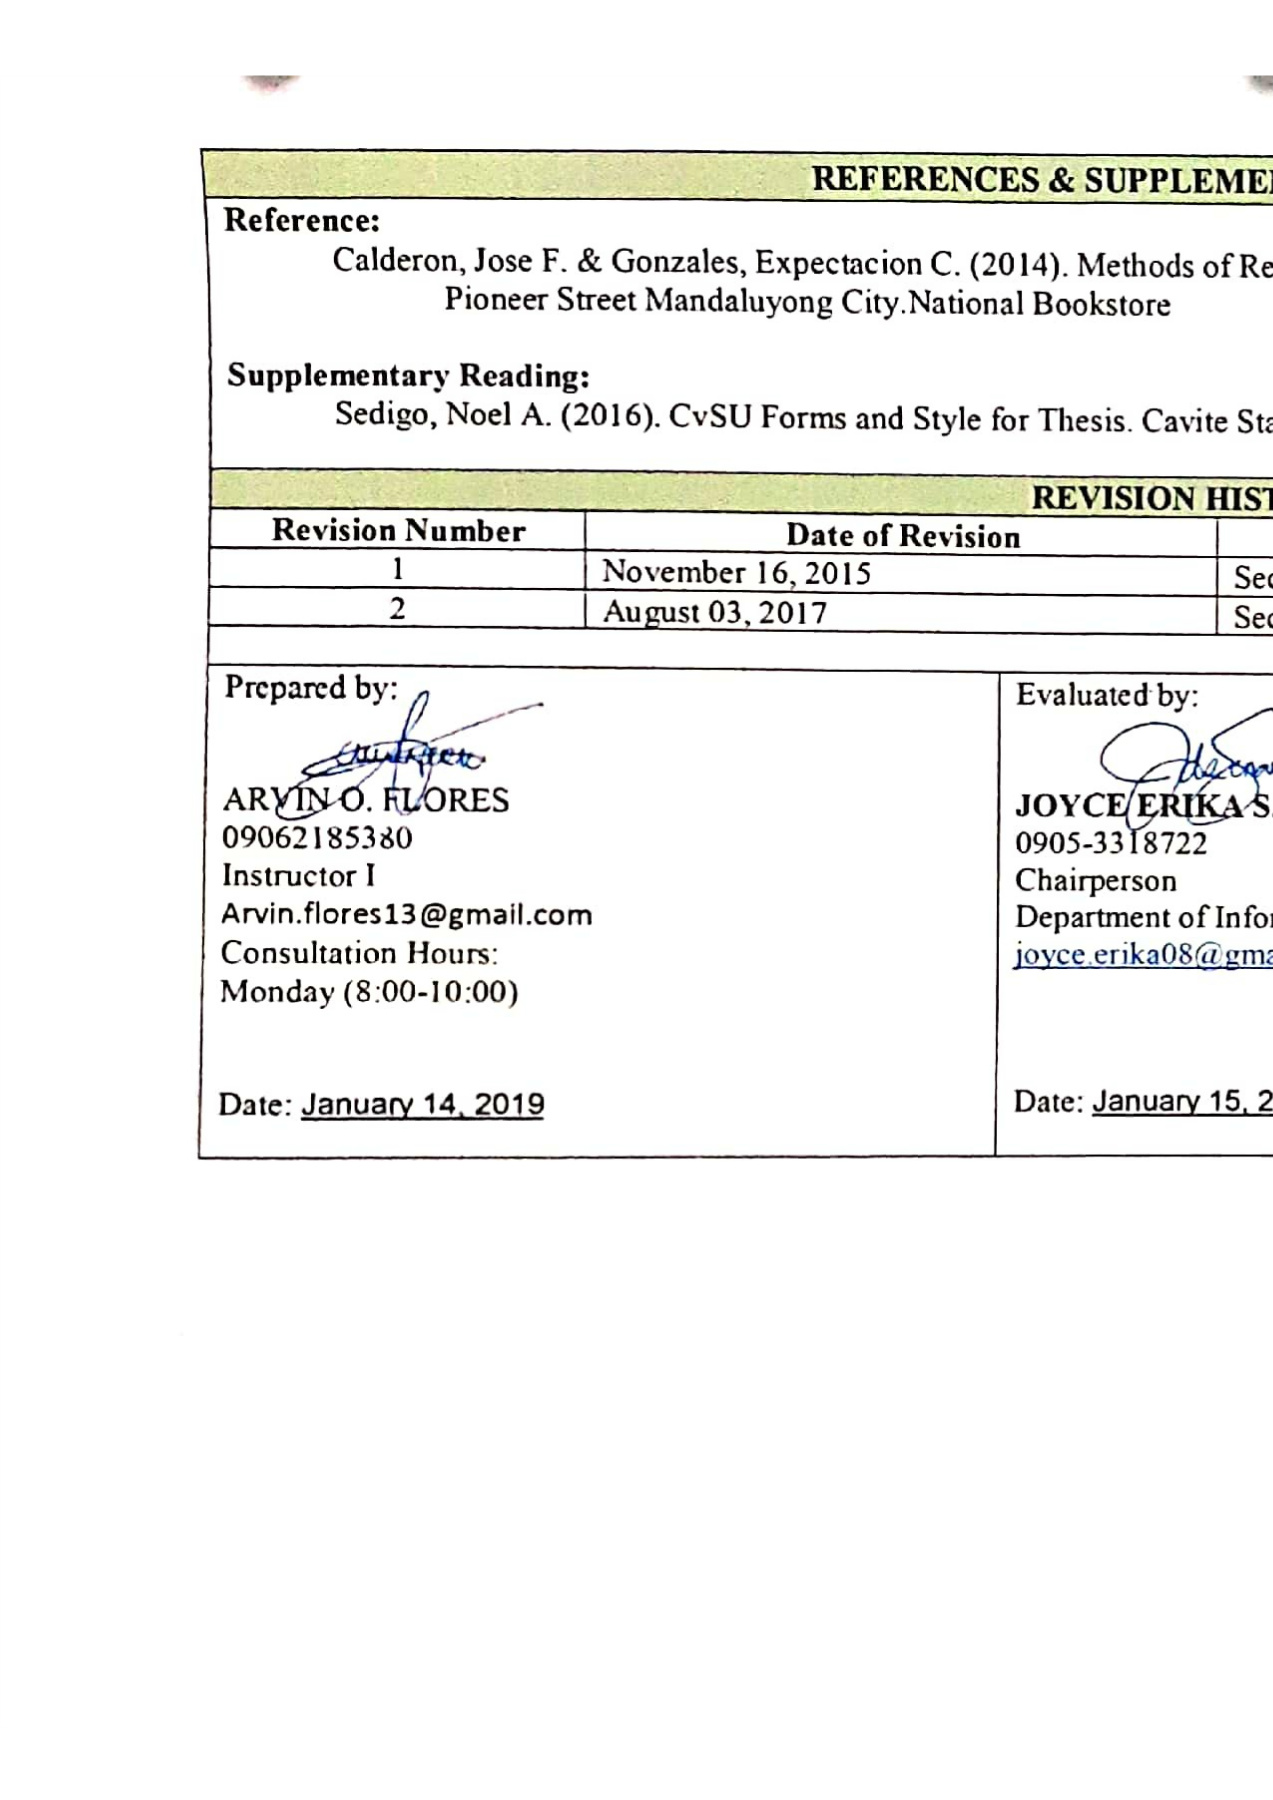 REFERENCES & SUPPLEME
Reference:
Calderon, Jose F. & Gonzales, Expectacion C. (2014). Methods of Re
Pioneer Street Mandaluyong City.National Bookstore
Supplementary Reading:
Sedigo, Noel A. (2016). CvSU Forms and Style for Thesis. Cavite Sta
REVISION HIST
Revision Number Date of Revision
1 November 16, 2015 Sec
2 August 03, 2017 Sec
Prepared by:
ARVIN O. FLORES
09062185380
Instructor I
Arvin.flores13@gmail.com
Consultation Hours:
Monday (8:00-10:00)
Date: January 14, 2019
Evaluated by:
JOYCE ERIKA S.
0905-3318722
Chairperson
Department of Infor
joyce.erika08@gma
Date: January 15, 2